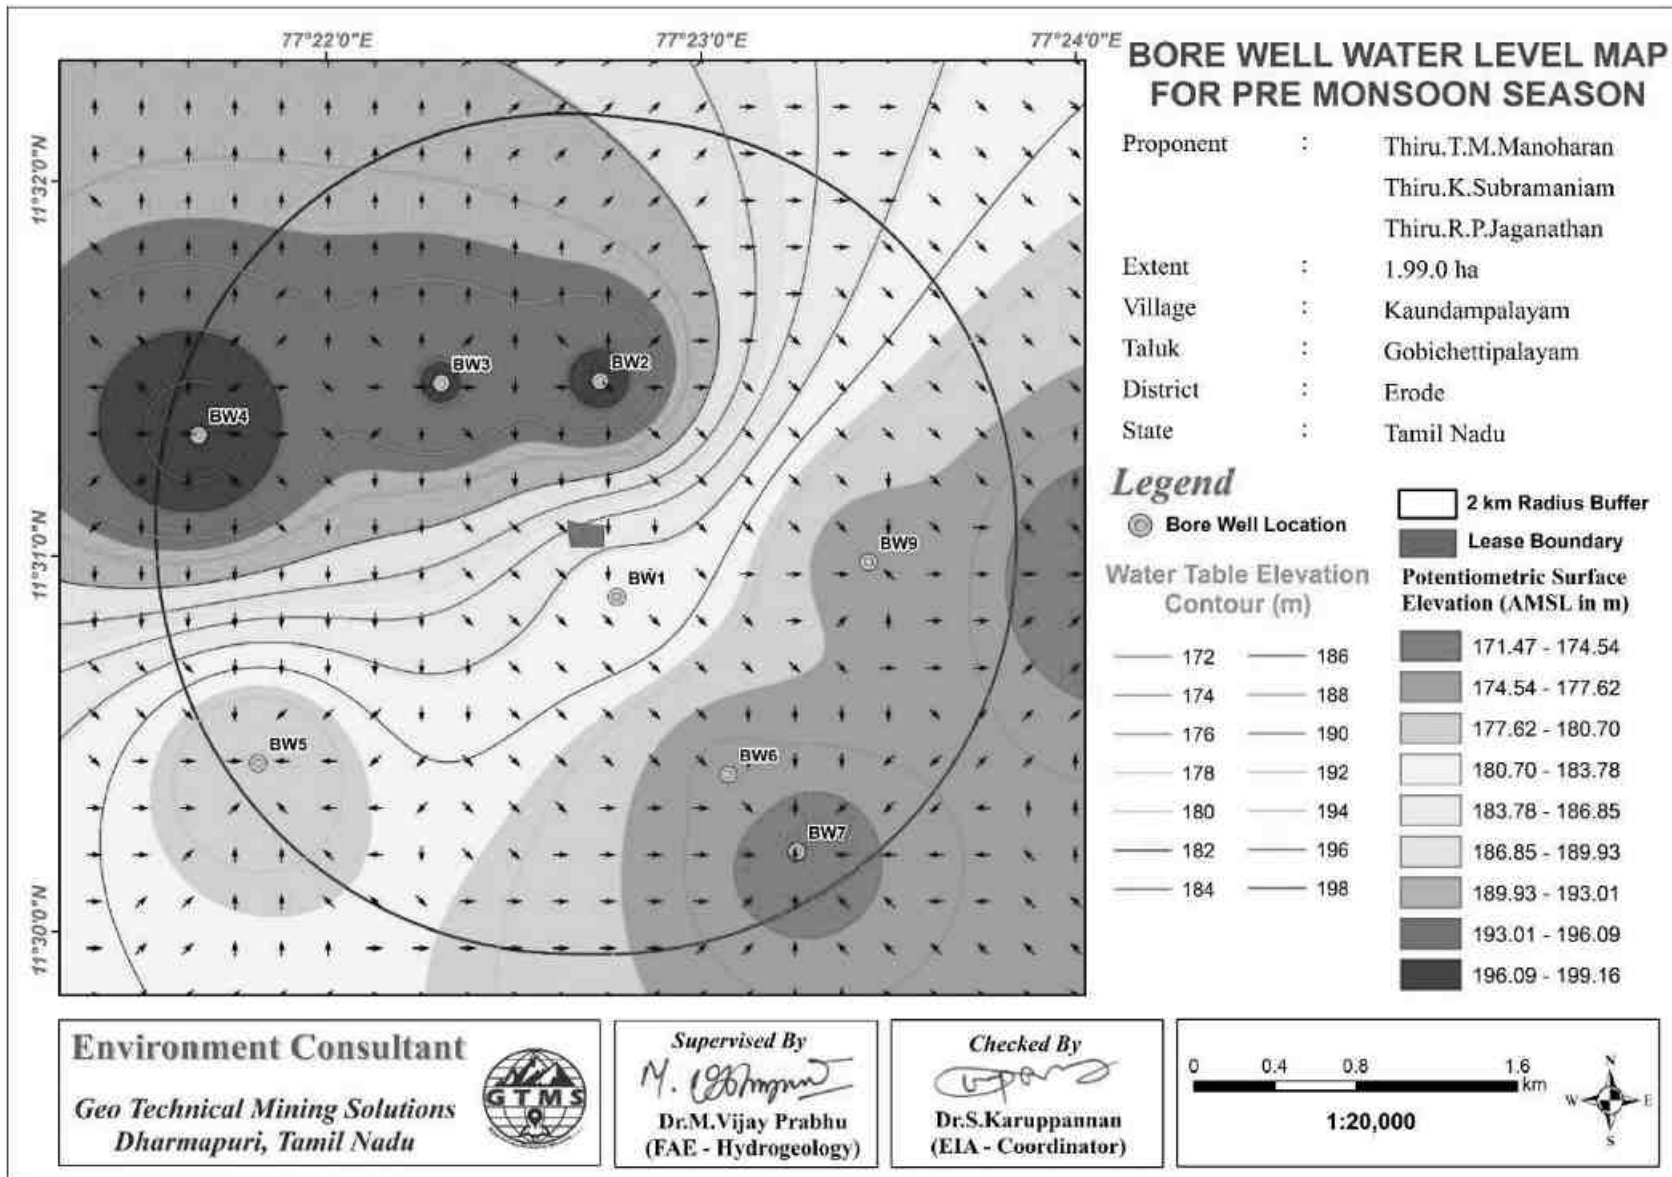 77°22'0"E
77°23'0"E
77°24'0"E
11°32'0"N
11°31'0"N
11°30'0"N
BW3
BW2
BW4
BW9
BW1
BW5
BW6
BW7
BORE WELL WATER LEVEL MAP
FOR PRE MONSOON SEASON
Proponent : Thiru.T.M.Manoharan
Thiru.K.Subramaniam
Thiru.R.P.Jaganathan
Extent : 1.99.0 ha
Village : Kaundampalayam
Taluk : Gobichettipalayam
District : Erode
State : Tamil Nadu
Legend
Bore Well Location
Water Table Elevation
Contour (m)
172 186
174 188
176 190
178 192
180 194
182 196
184 198
2 km Radius Buffer
Lease Boundary
Potentiometric Surface
Elevation (AMSL in m)
171.47 - 174.54
174.54 - 177.62
177.62 - 180.70
180.70 - 183.78
183.78 - 186.85
186.85 - 189.93
189.93 - 193.01
193.01 - 196.09
196.09 - 199.16
Environment Consultant
Geo Technical Mining Solutions
Dharmapuri, Tamil Nadu
GTMS
Supervised By
Dr.M.Vijay Prabhu
(FAE - Hydrogeology)
Checked By
Dr.S.Karuppannan
(EIA - Coordinator)
0 0.4 0.8 1.6
km
1:20,000
N
W E
S